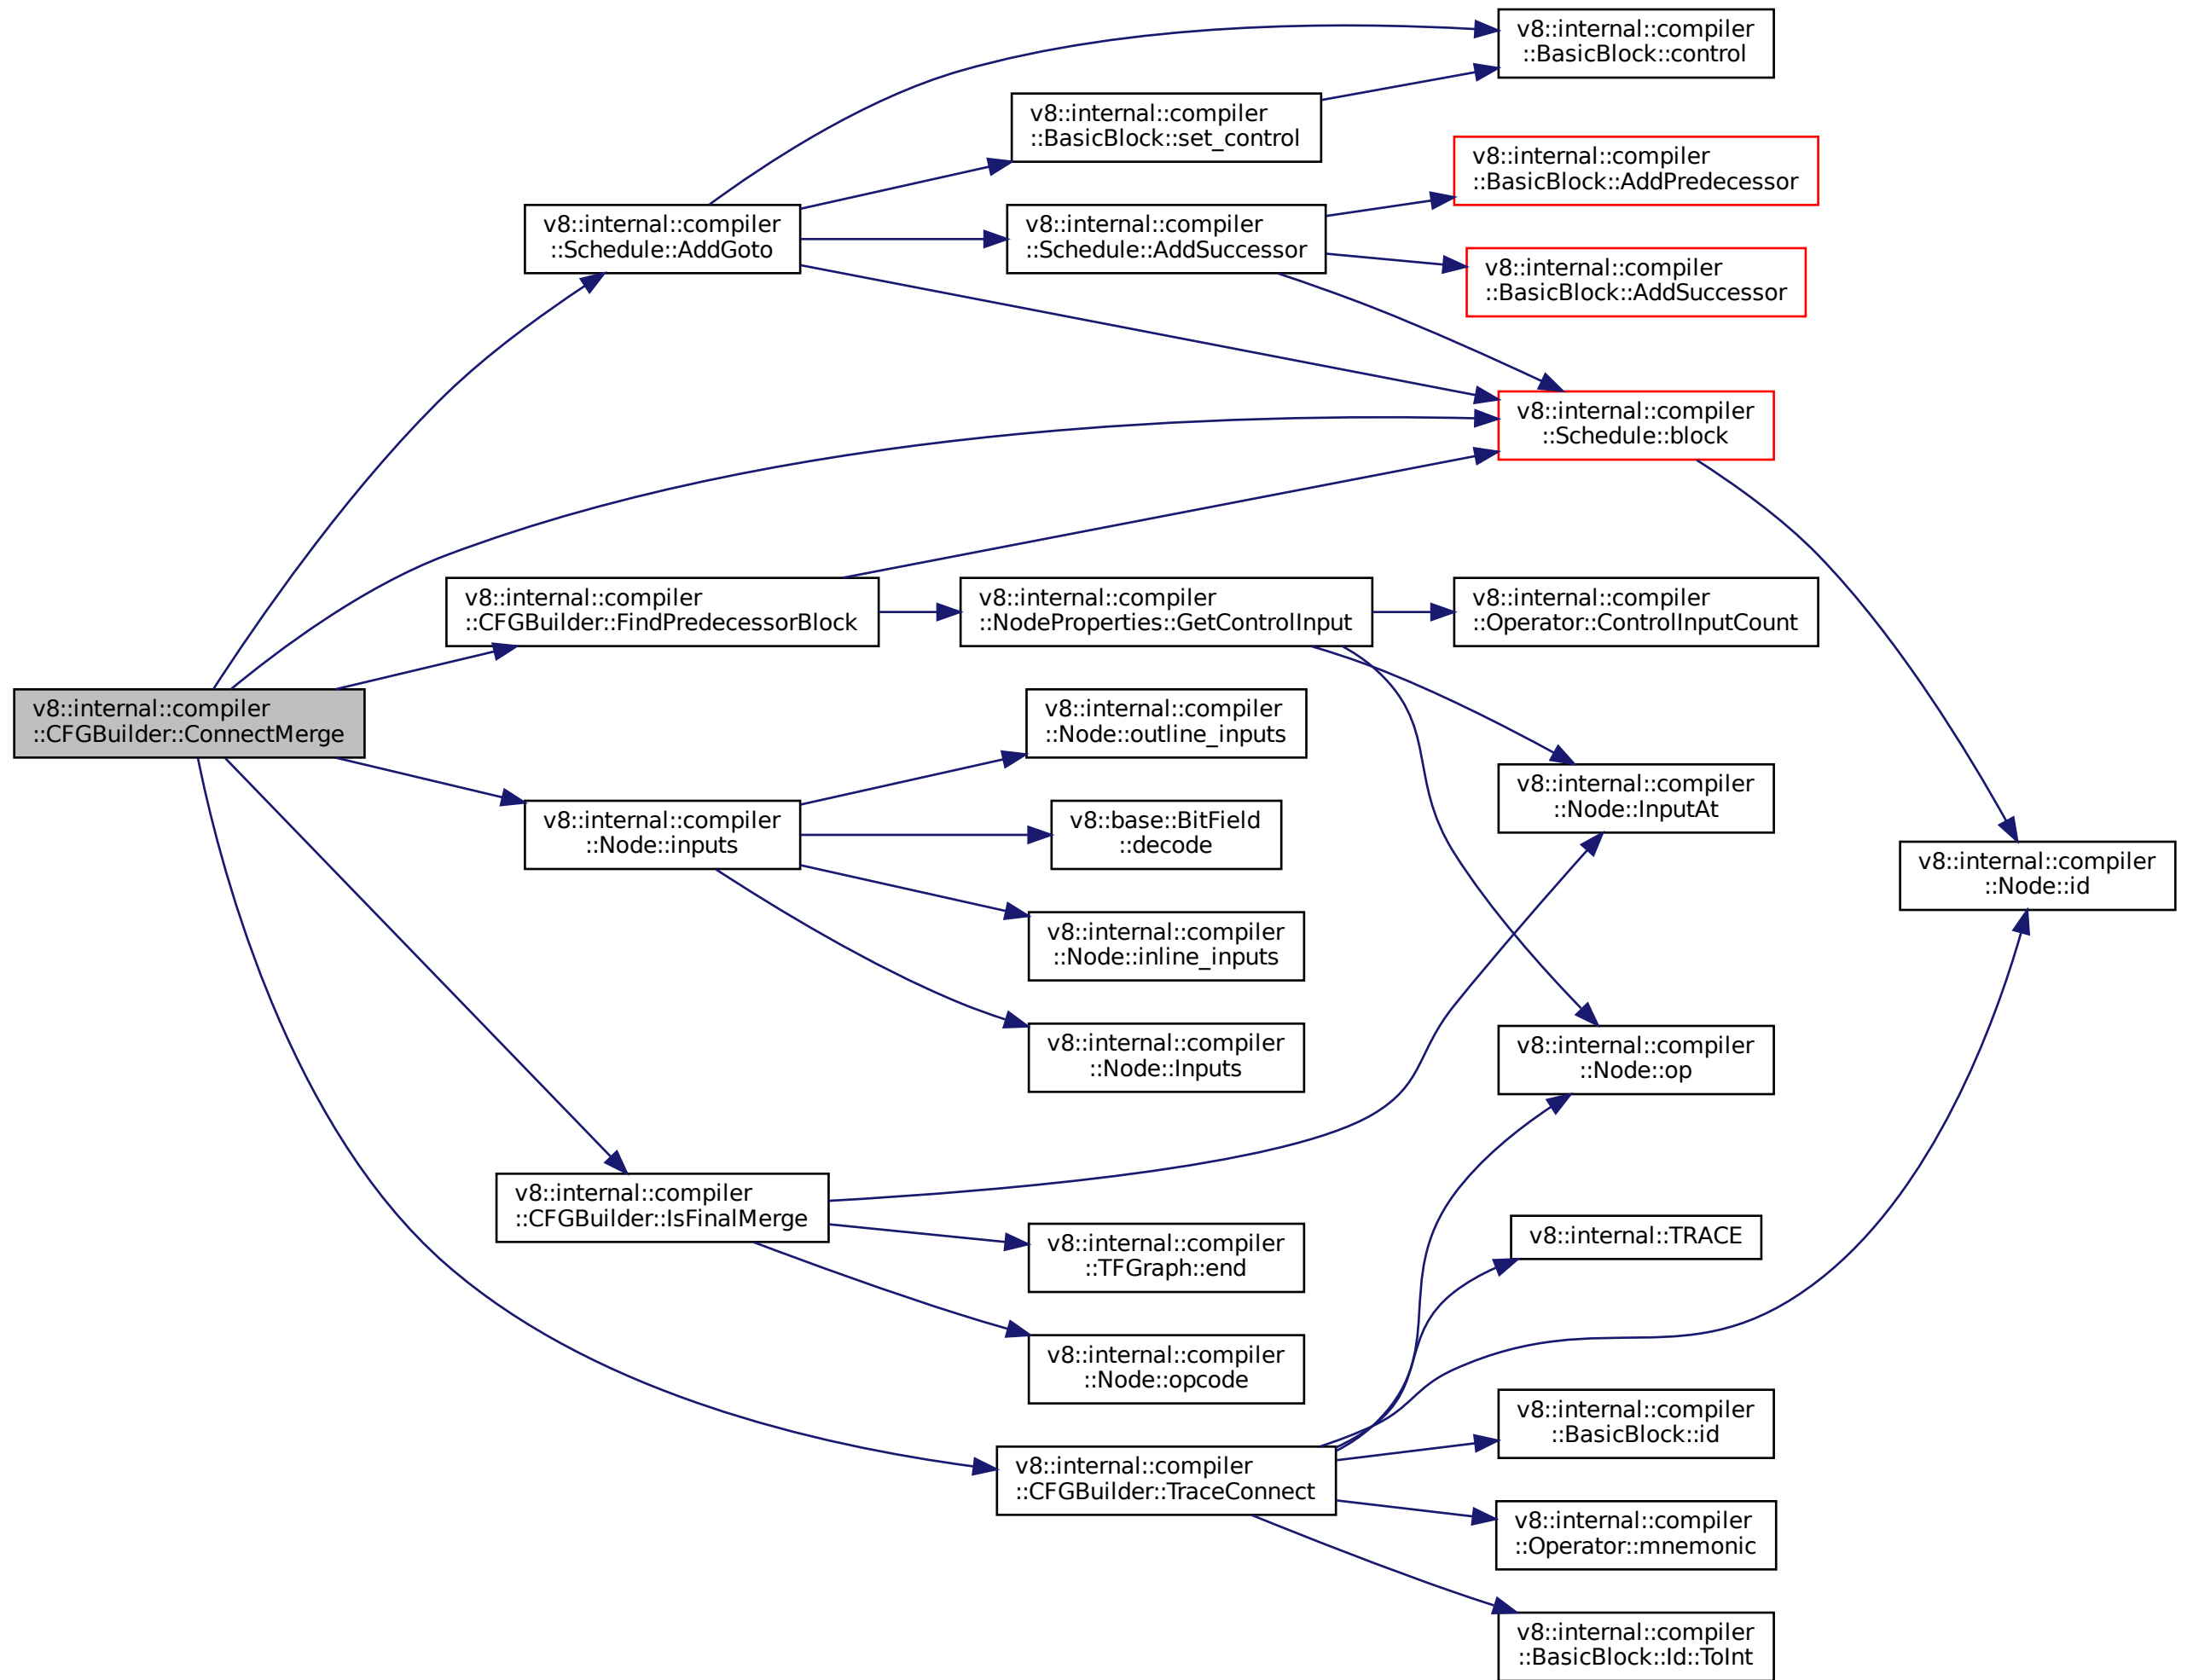 v8::internal::compiler
::BasicBlock::control
v8::internal::compiler
::BasicBlock::set_control
v8::internal::compiler
::BasicBlock::AddPredecessor
v8::internal::compiler
::Schedule::AddGoto
v8::internal::compiler
::Schedule::AddSuccessor
v8::internal::compiler
::BasicBlock::AddSuccessor
v8::internal::compiler
::Schedule::block
v8::internal::compiler
::CFGBuilder::FindPredecessorBlock
v8::internal::compiler
::NodeProperties::GetControlInput
v8::internal::compiler
::Operator::ControlInputCount
v8::internal::compiler
::CFGBuilder::ConnectMerge
v8::internal::compiler
::Node::outline_inputs
v8::internal::compiler
::Node::InputAt
v8::internal::compiler
::Node::inputs
v8::base::BitField
::decode
v8::internal::compiler
::Node::id
v8::internal::compiler
::Node::inline_inputs
v8::internal::compiler
::Node::Inputs
v8::internal::compiler
::Node::op
v8::internal::compiler
::CFGBuilder::IsFinalMerge
v8::internal::compiler
::TFGraph::end
v8::internal::TRACE
v8::internal::compiler
::Node::opcode
v8::internal::compiler
::BasicBlock::id
v8::internal::compiler
::CFGBuilder::TraceConnect
v8::internal::compiler
::Operator::mnemonic
v8::internal::compiler
::BasicBlock::Id::ToInt